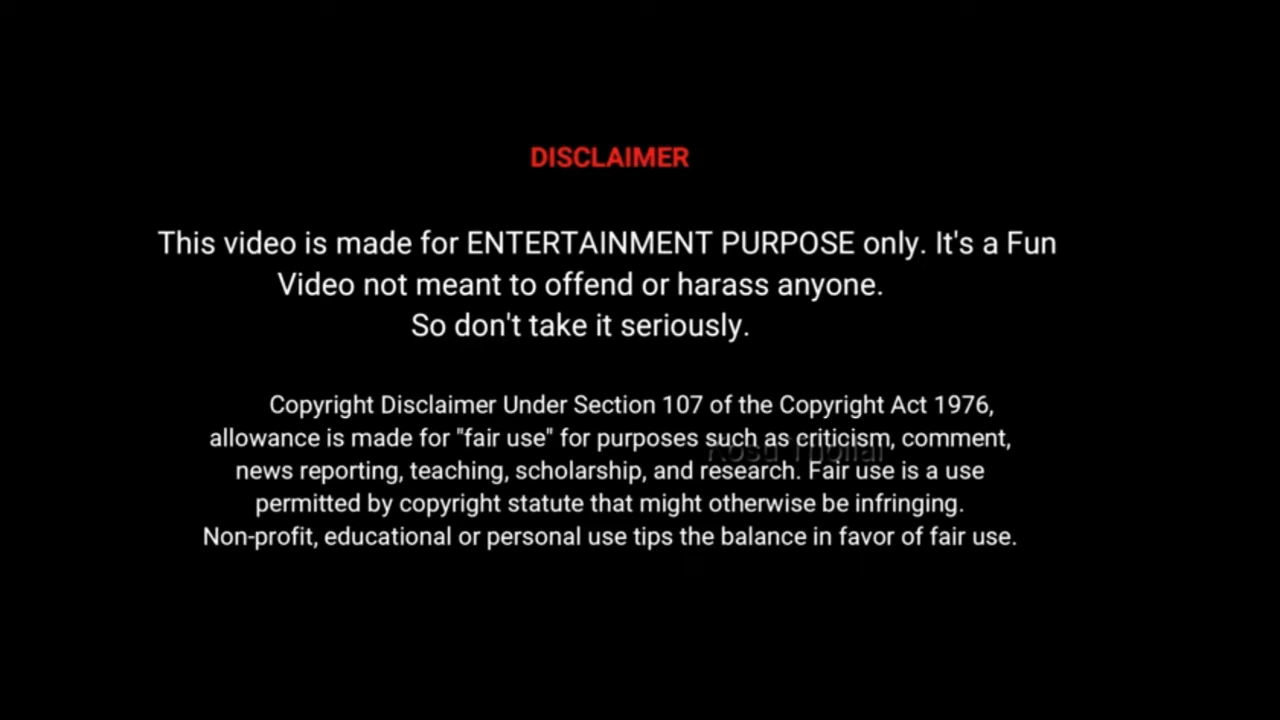 DISCLAIMER
This video is made for ENTERTAINMENT PURPOSE only. It's a Fun
Video not meant to offend or harass anyone.
So don't take it seriously.
Copyright Disclaimer Under Section 107 of the Copyright Act 1976,
allowance is made for "fair use" for purposes such as criticism, comment,
news reporting, teaching, scholarship, and research. Fair use is a use
permitted by copyright statute that might otherwise be infringing.
Non-profit, educational or personal use tips the balance in favor of fair use.